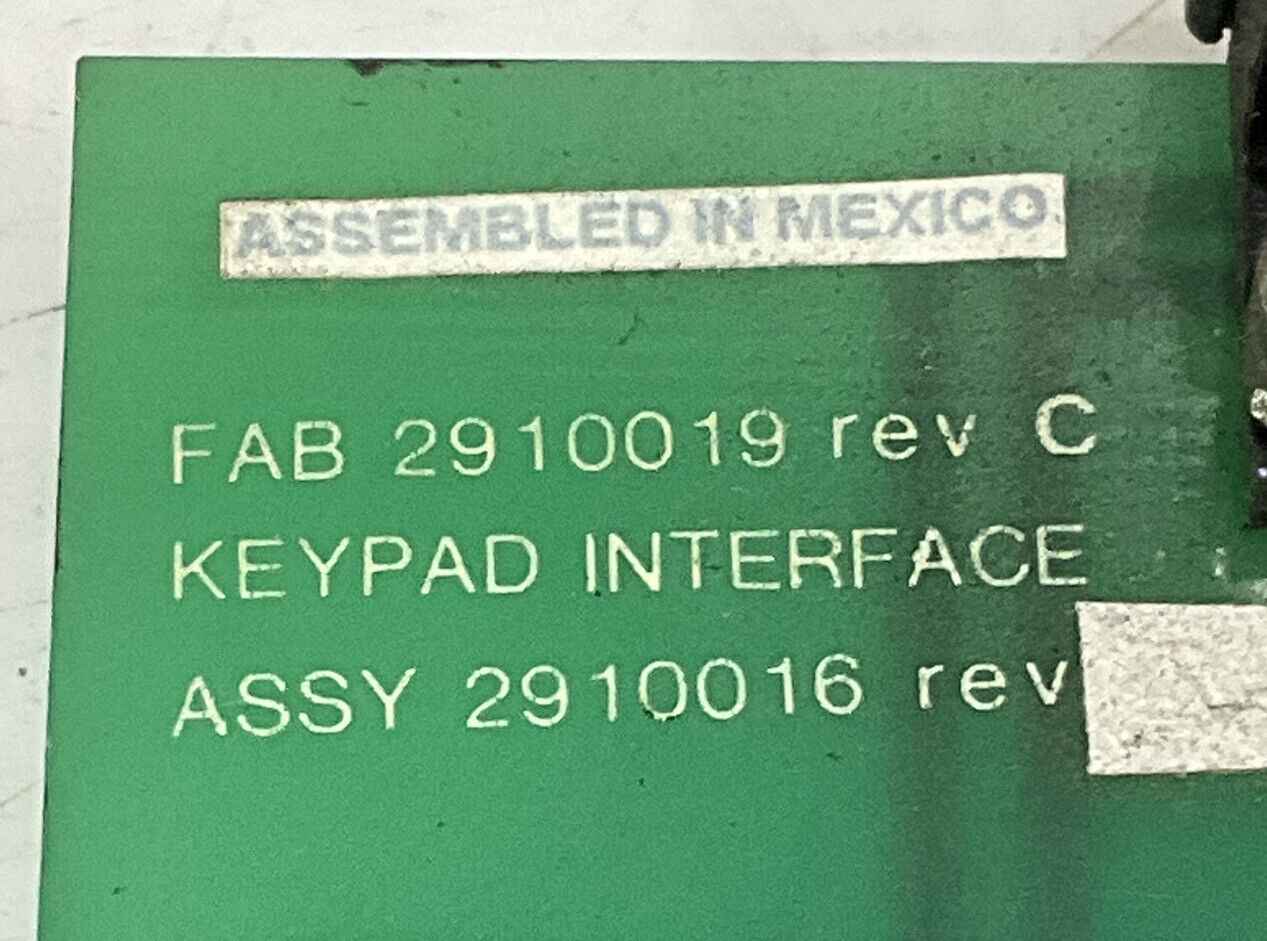 ASSEMBLED IN MEXICO
FAB 2910019 rev C
KEYPAD INTERFACE
ASSY 2910016 rev